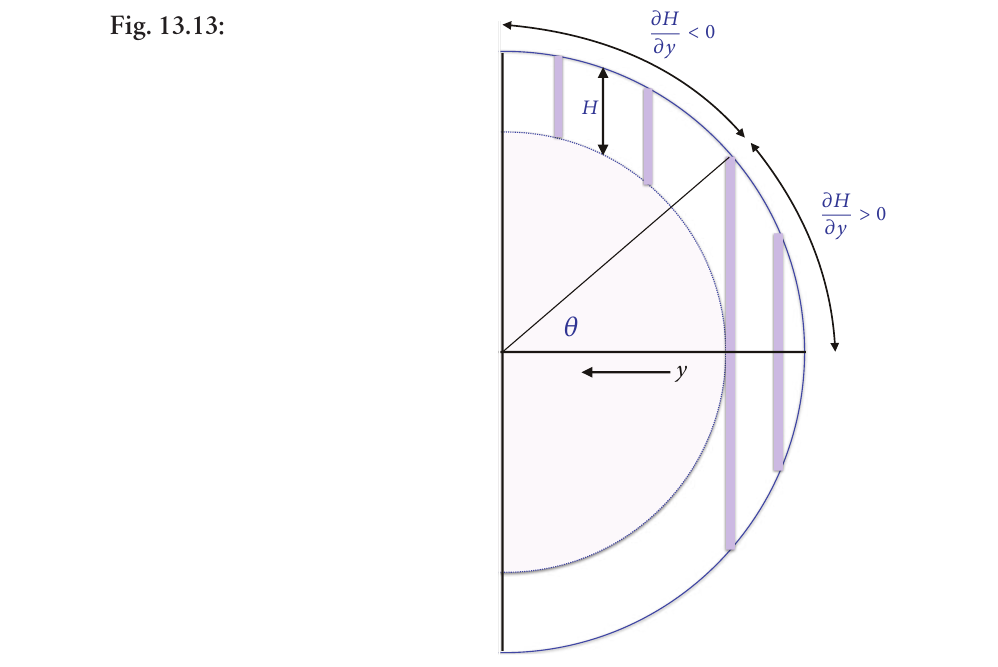 Fig. 13.13:
∂H/∂y < 0
H
∂H/∂y > 0
θ
y